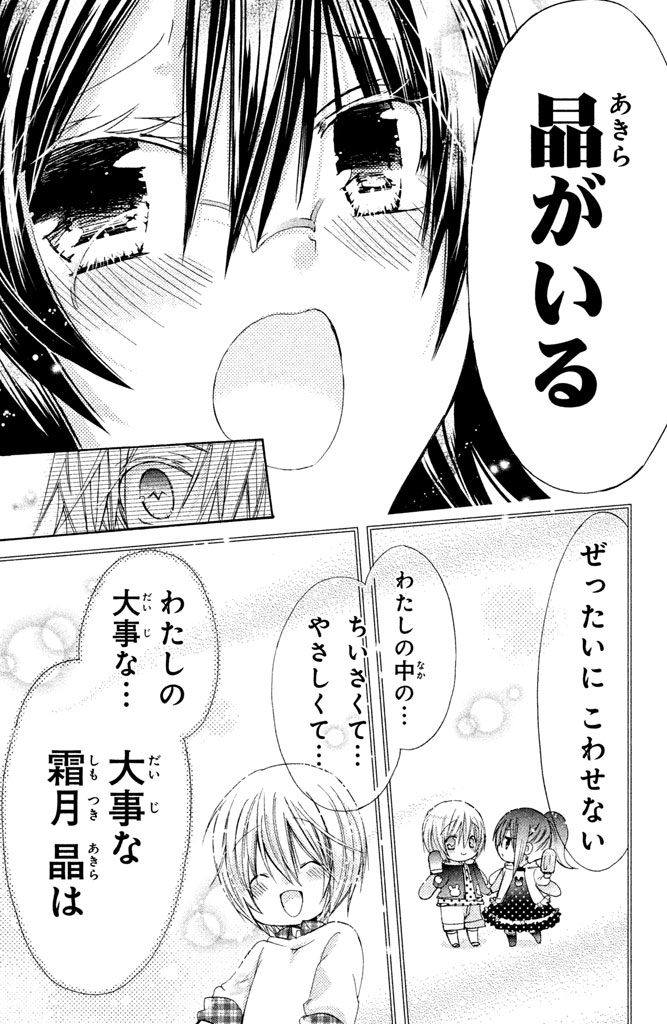 晶がいる
ぜったいに こわせない
わたしの中の…
ちいさくて…
やさしくて…
わたしの
大事な…
大事な
霜月 晶は